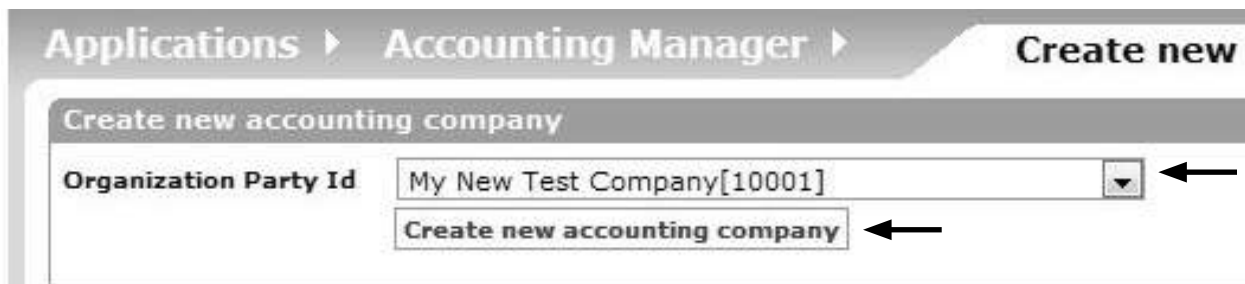 Applications Accounting Manager Create new
Create new accounting company
Organization Party Id My New Test Company[10001]
Create new accounting company